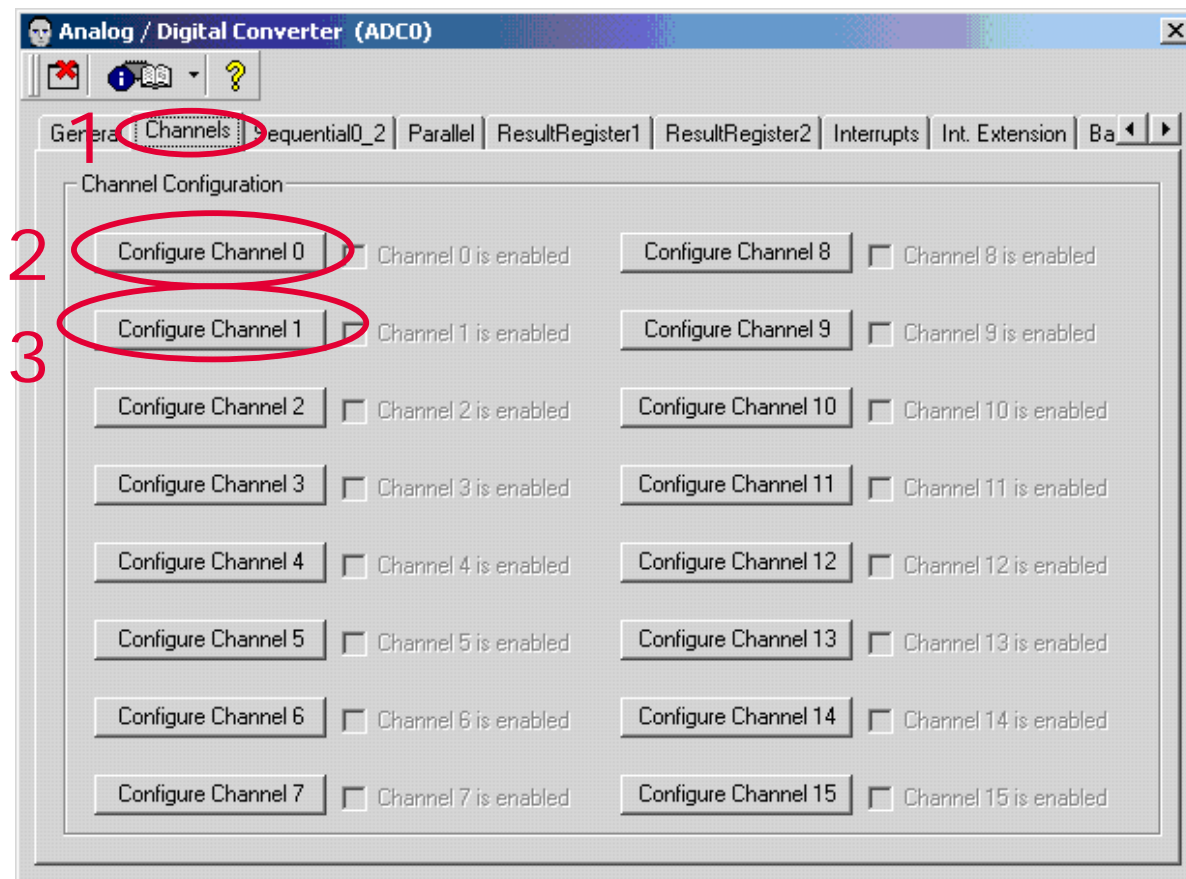 Analog / Digital Converter (ADC0)
General Channels Sequential0_2 Parallel ResultRegister1 ResultRegister2 Interrupts Int. Extension Ba
1
Channel Configuration
2
Configure Channel 0 Channel 0 is enabled Configure Channel 8 Channel 8 is enabled
3
Configure Channel 1 Channel 1 is enabled Configure Channel 9 Channel 9 is enabled
Configure Channel 2 Channel 2 is enabled Configure Channel 10 Channel 10 is enabled
Configure Channel 3 Channel 3 is enabled Configure Channel 11 Channel 11 is enabled
Configure Channel 4 Channel 4 is enabled Configure Channel 12 Channel 12 is enabled
Configure Channel 5 Channel 5 is enabled Configure Channel 13 Channel 13 is enabled
Configure Channel 6 Channel 6 is enabled Configure Channel 14 Channel 14 is enabled
Configure Channel 7 Channel 7 is enabled Configure Channel 15 Channel 15 is enabled